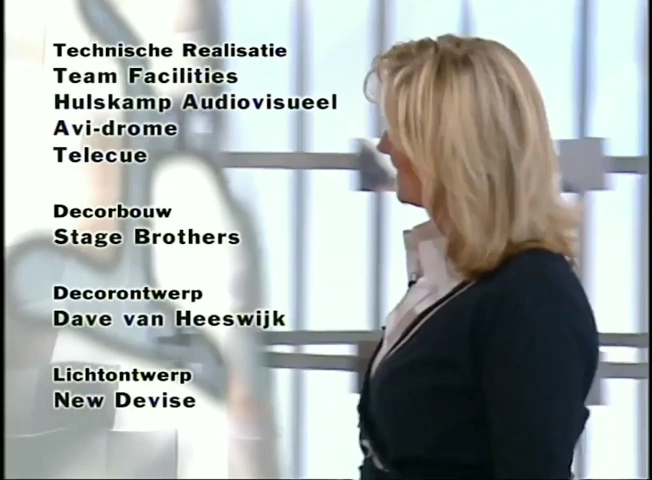 Technische Realisatie
Team Facilities
Hulskamp Audiovisueel
Avi-drome
Telecue
Decorbouw
Stage Brothers
Decorontwerp
Dave van Heeswijk
Lichtontwerp
New Devise